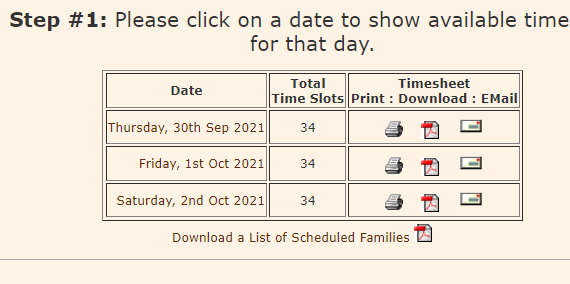 Step #1: Please click on a date to show available time
for that day.
Date
Total
Time Slots
Timesheet
Print : Download : EMail
Thursday, 30th Sep 2021 34
Friday, 1st Oct 2021 34
Saturday, 2nd Oct 2021 34
Download a List of Scheduled Families